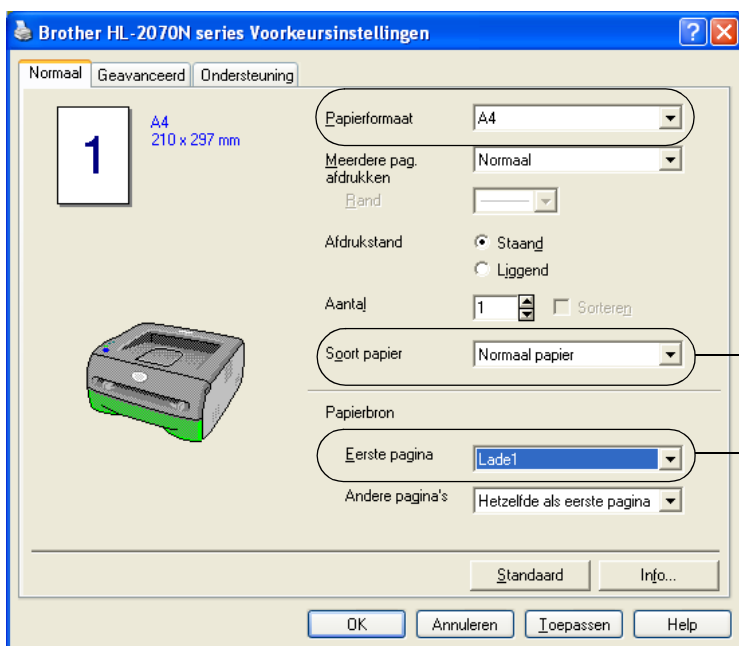 Brother HL-2070N series Voorkeursinstellingen
Normaal Geavanceerd Ondersteuning
1
A4
210 x 297 mm
Papierformaat A4
Meerdere pag. afdrukken Normaal
Rand
Afdrukstand Staand
Liggend
Aantal 1 Sorteren
Soort papier Normaal papier
Papierbron
Eerste pagina Lade1
Andere pagina's Hetzelfde als eerste pagina
Standaard Info...
OK Annuleren Toepassen Help